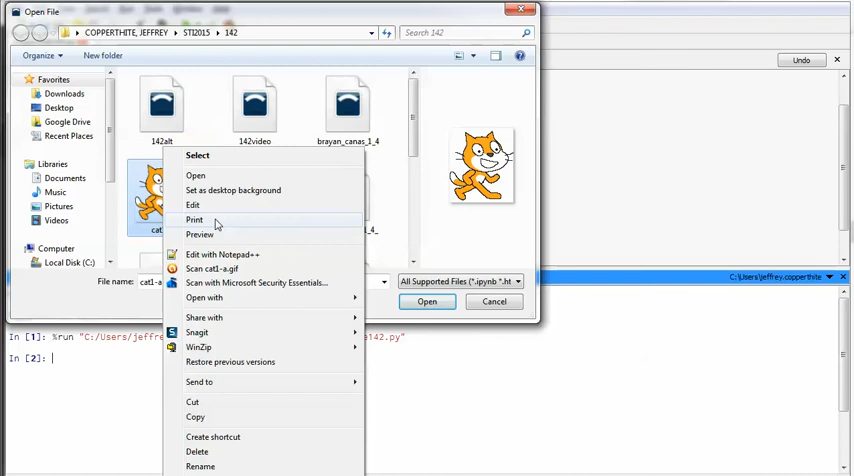 Open File
COPPERTHITE, JEFFREY
STI2015
142
Search 142
Organize
New folder
Undo
Favorites
Downloads
Desktop
Google Drive
Recent Places
Libraries
Documents
Music
Pictures
Videos
Computer
Local Disk (C:)
142alt
142video
brayan_canas_1_4
Select
Open
Set as desktop background
Edit
Print
Preview
Edit with Notepad++
Scan cat1-a.gif
Scan with Microsoft Security Essentials...
Open with
Share with
Snagit
WinZip
Restore previous versions
Send to
Cut
Copy
Create shortcut
Delete
Rename
File name:
cat1-a
All Supported Files (*.ipynb *.ht
Open
Cancel
C:\Users\jeffrey.copperthite
In [1]: %run "C:/Users/jeffre
142.py"
In [2]: